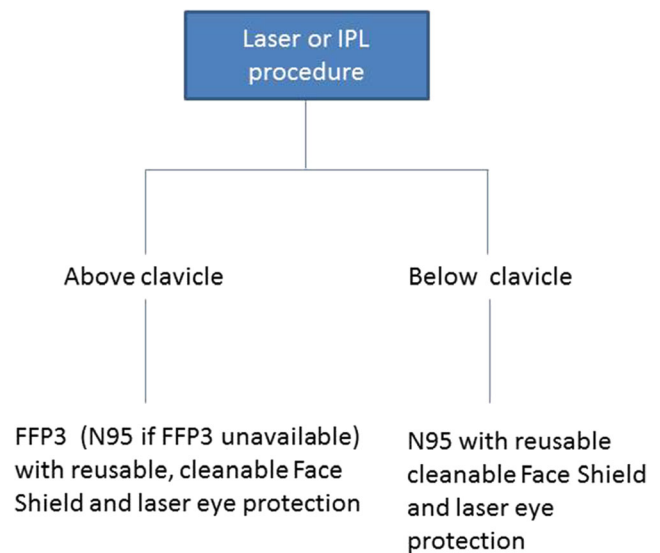 Laser or IPL
procedure
Above clavicle
Below clavicle
FFP3 (N95 if FFP3 unavailable)
with reusable, cleanable Face
Shield and laser eye protection
N95 with reusable
cleanable Face Shield
and laser eye
protection